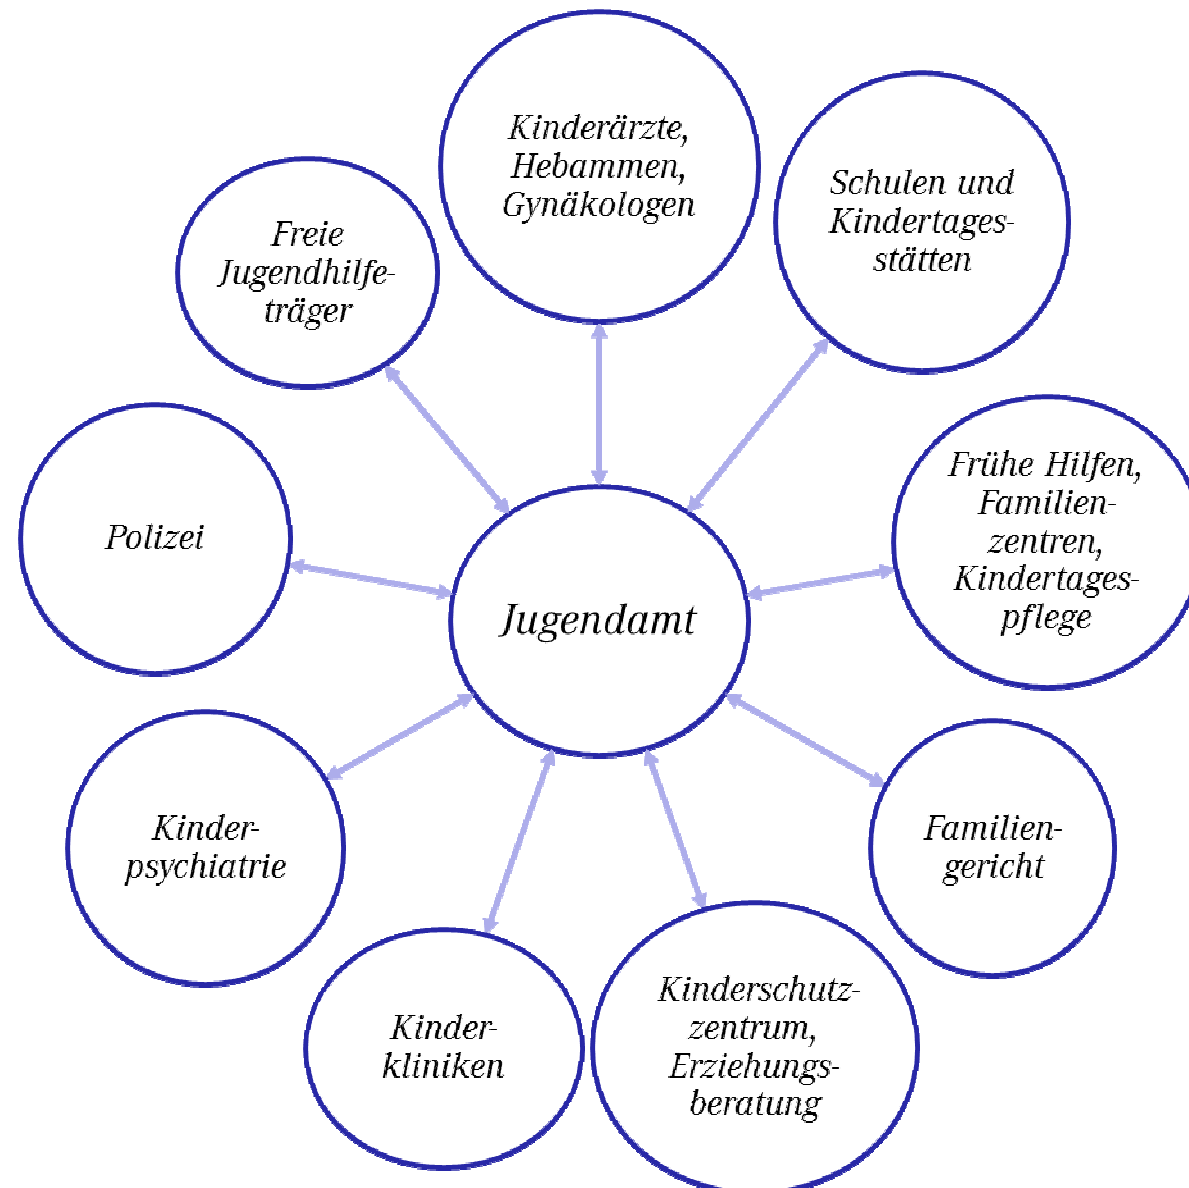 Kinderärzte,
Hebammen,
Gynäkologen
Schulen und
Kindertages-
stätten
Freie
Jugendhilfe-
träger
Frühe Hilfen,
Familien-
zentren,
Kindertages-
pflege
Polizei
Jugendamt
Kinder-
psychiatrie
Familien-
gericht
Kinder-
kliniken
Kinderschutz-
zentrum,
Erziehungs-
beratung